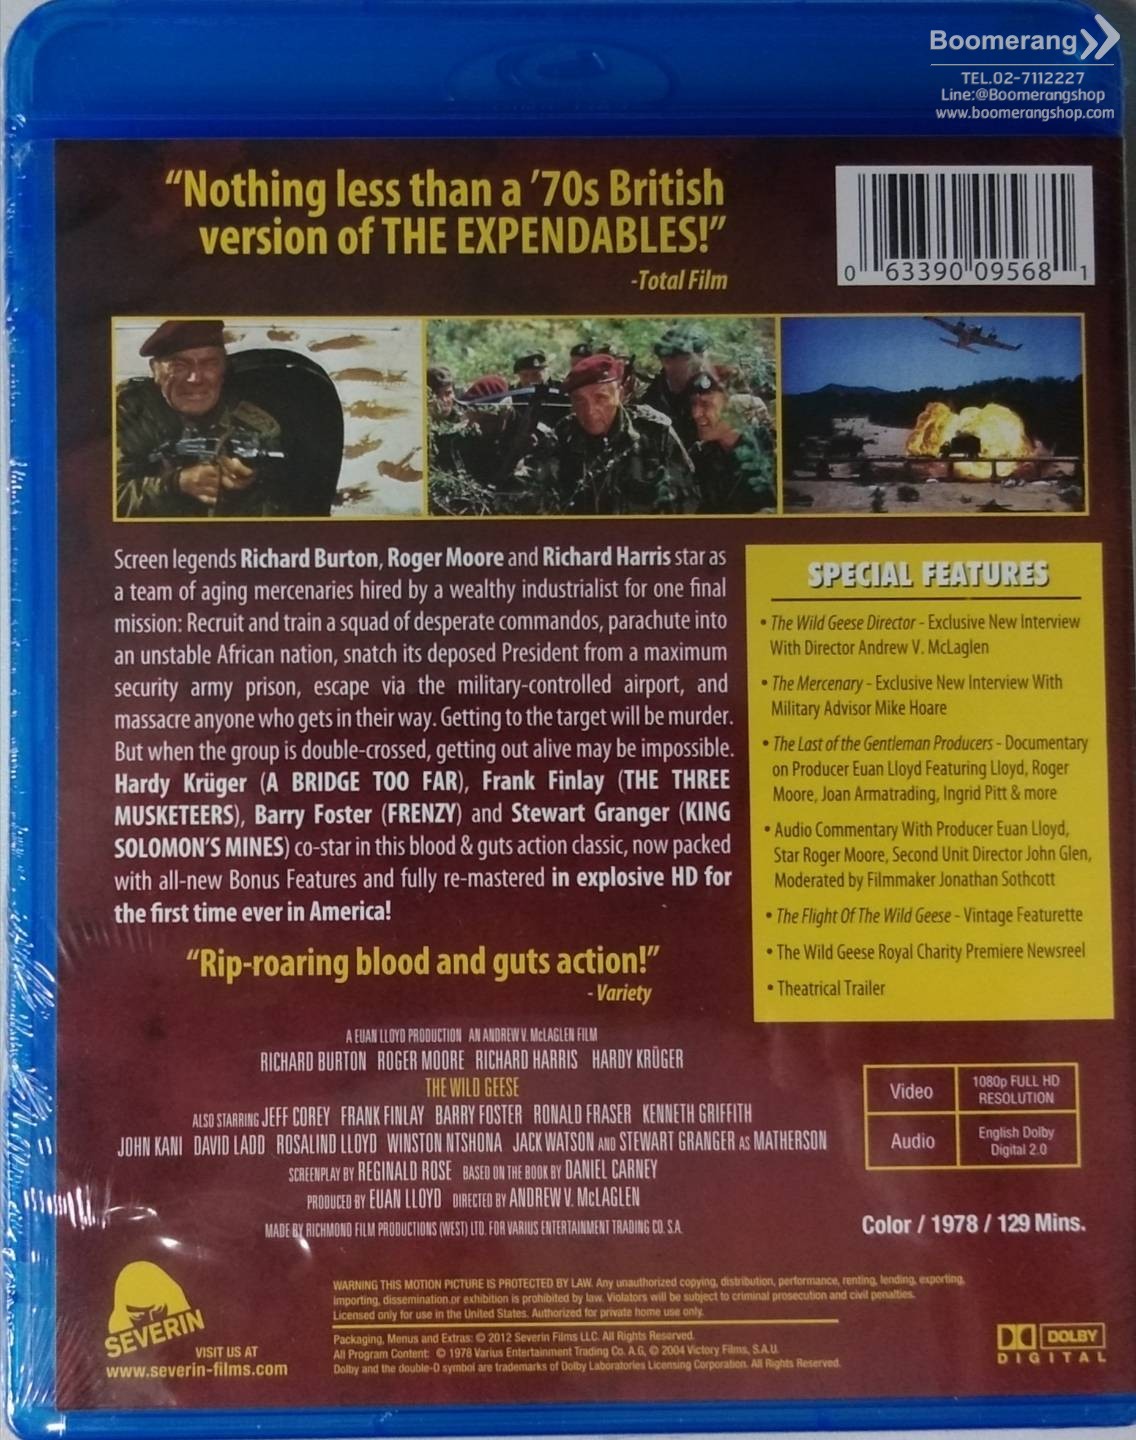 Boomerang
TEL.02-7112227
Line:@Boomerangshop
www.boomerangshop.com
“Nothing less than a ’70s British
version of THE EXPENDABLES!”
-Total Film
0 63390 09568 1
Screen legends Richard Burton, Roger Moore and Richard Harris star as
a team of aging mercenaries hired by a wealthy industrialist for one final
mission: Recruit and train a squad of desperate commandos, parachute into
an unstable African nation, snatch its deposed President from a maximum
security army prison, escape via the military-controlled airport, and
massacre anyone who gets in their way. Getting to the target will be murder.
But when the group is double-crossed, getting out alive may be impossible.
Hardy Krüger (A BRIDGE TOO FAR), Frank Finlay (THE THREE
MUSKETEERS), Barry Foster (FRENZY) and Stewart Granger (KING
SOLOMON’S MINES) co-star in this blood & guts action classic, now packed
with all-new Bonus Features and fully re-mastered in explosive HD for
the first time ever in America!
“Rip-roaring blood and guts action!”
- Variety
SPECIAL FEATURES
• The Wild Geese Director - Exclusive New Interview
With Director Andrew V. McLaglen
• The Mercenary - Exclusive New Interview With
Military Advisor Mike Hoare
• The Last of the Gentleman Producers - Documentary
on Producer Euan Lloyd Featuring Lloyd, Roger
Moore, Joan Armatrading, Ingrid Pitt & more
• Audio Commentary With Producer Euan Lloyd,
Star Roger Moore, Second Unit Director John Glen,
Moderated by Filmmaker Jonathan Sothcott
• The Flight Of The Wild Geese - Vintage Featurette
• The Wild Geese Royal Charity Premiere Newsreel
• Theatrical Trailer
A EUAN LLOYD PRODUCTION AN ANDREW V. McLAGLEN FILM
RICHARD BURTON ROGER MOORE RICHARD HARRIS HARDY KRÜGER
THE WILD GEESE
ALSO STARRING JEFF COREY FRANK FINLAY BARRY FOSTER RONALD FRASER KENNETH GRIFFITH
JOHN KANI DAVID LADD ROSALIND LLOYD WINSTON NTSHONA JACK WATSON AND STEWART GRANGER AS MATHERSON
SCREENPLAY BY REGINALD ROSE BASED ON THE BOOK BY DANIEL CARNEY
PRODUCED BY EUAN LLOYD DIRECTED BY ANDREW V. McLAGLEN
MADE BY RICHMOND FILM PRODUCTIONS (WEST) LTD. FOR VARIUS ENTERTAINMENT TRADING CO. S.A.
Video 1080p FULL HD
RESOLUTION
Audio English Dolby
Digital 2.0
Color / 1978 / 129 Mins.
SEVERIN
VISIT US AT
www.severin-films.com
WARNING THIS MOTION PICTURE IS PROTECTED BY LAW. Any unauthorized copying, distribution, performance, renting, lending, exporting,
importing, dissemination or exhibition is prohibited by law. Violators will be subject to criminal prosecution and civil penalties.
Licensed only for use in the United States. Authorized for private home use only.
Packaging, Menus and Extras: © 2012 Severin Films LLC. All Rights Reserved.
All Program Content: © 1978 Varius Entertainment Trading Co. A.G, © 2004 Victory Films, S.A.U.
Dolby and the double-D symbol are trademarks of Dolby Laboratories Licensing Corporation. All Rights Reserved.
DOLBY
DIGITAL